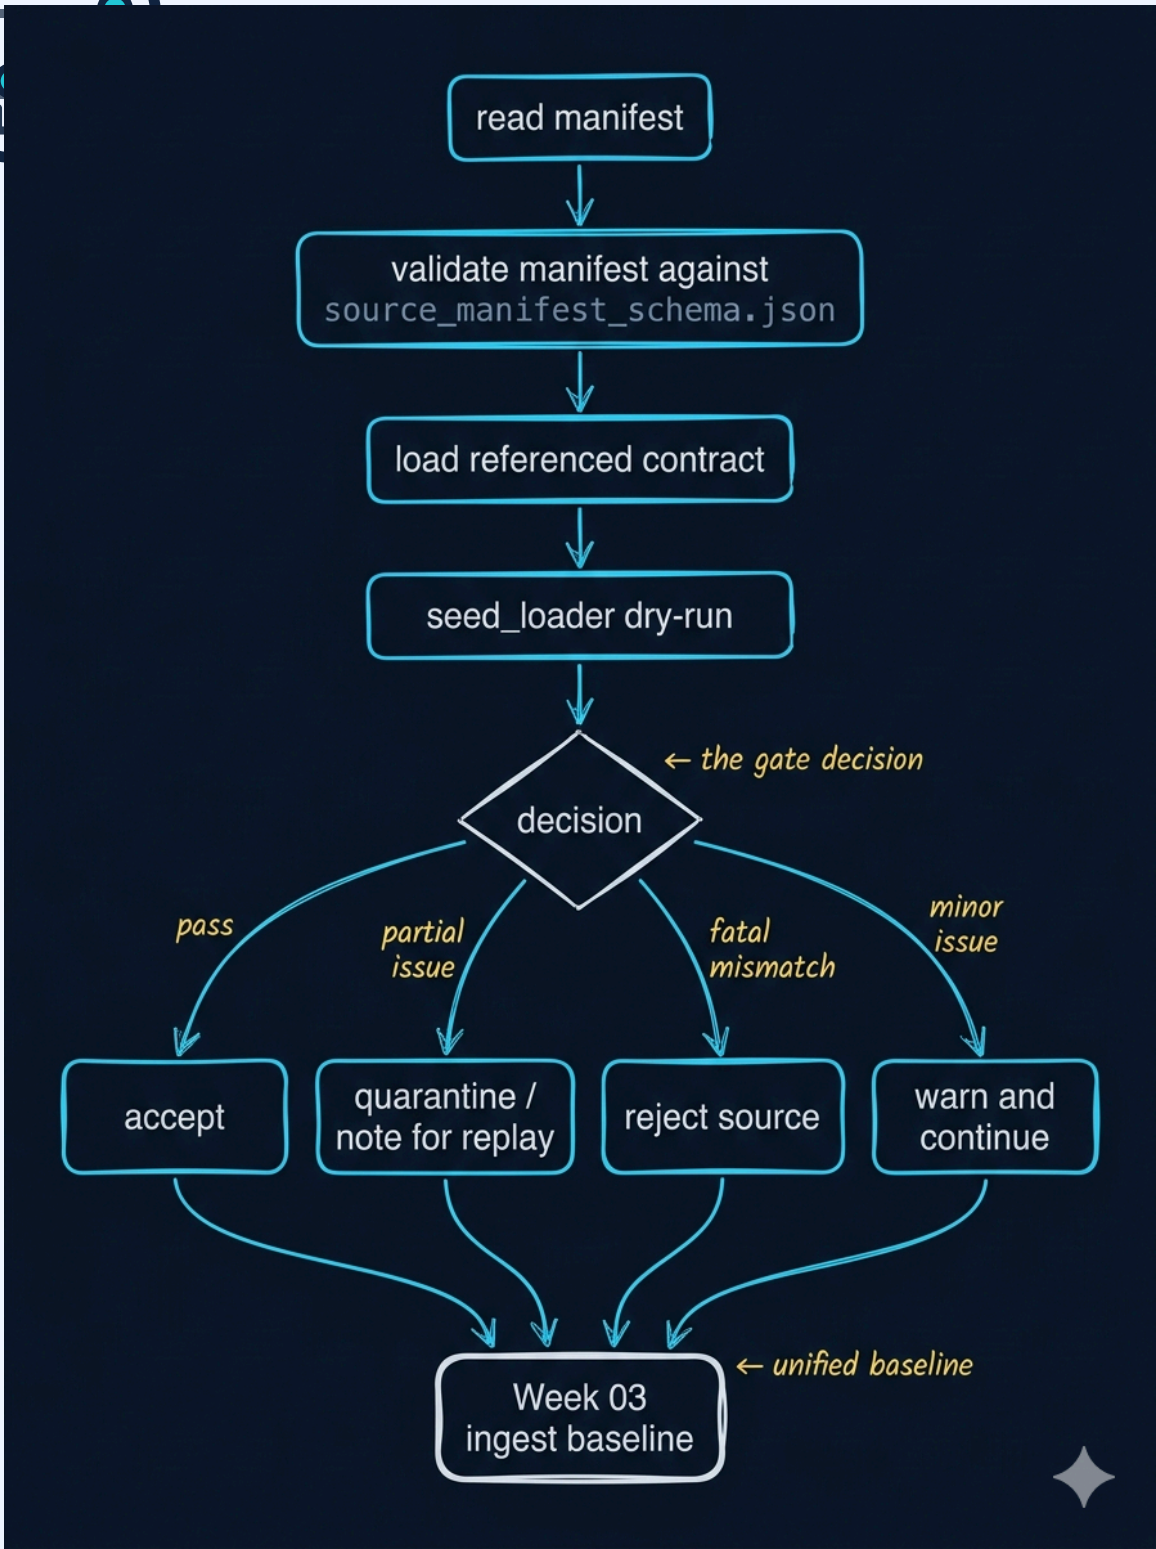 read manifest
validate manifest against
source_manifest_schema.json
load referenced contract
seed_loader dry-run
← the gate decision
decision
pass
partial
issue
fatal
mismatch
minor
issue
accept
quarantine /
note for replay
reject source
warn and
continue
← unified baseline
Week 03
ingest baseline